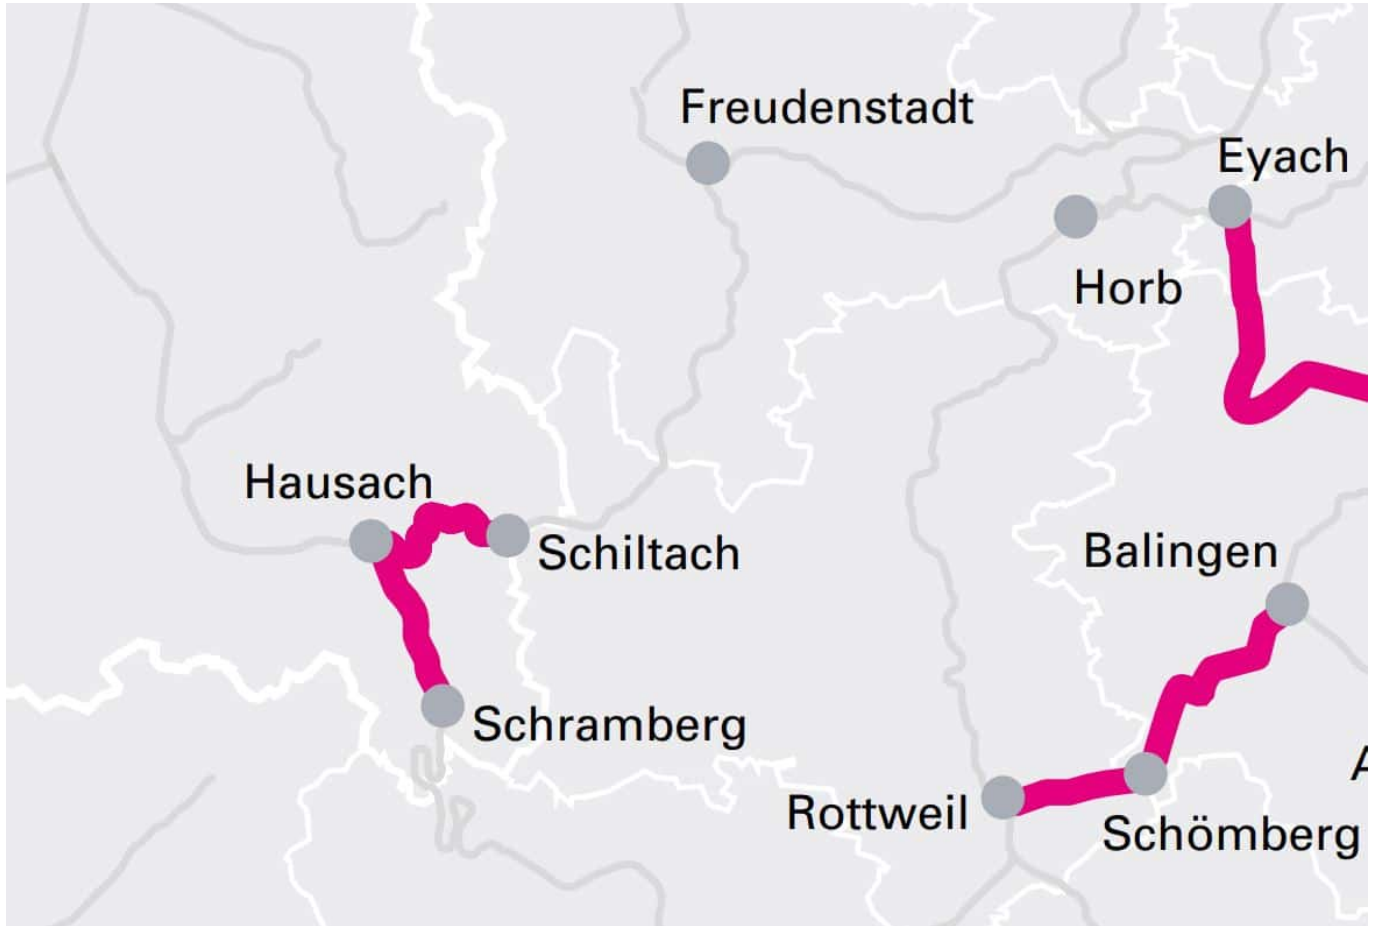 Freudenstadt
Eyach
Horb
Hausach
Schiltach
Balingen
Schramberg
Rottweil
Schömberg
A